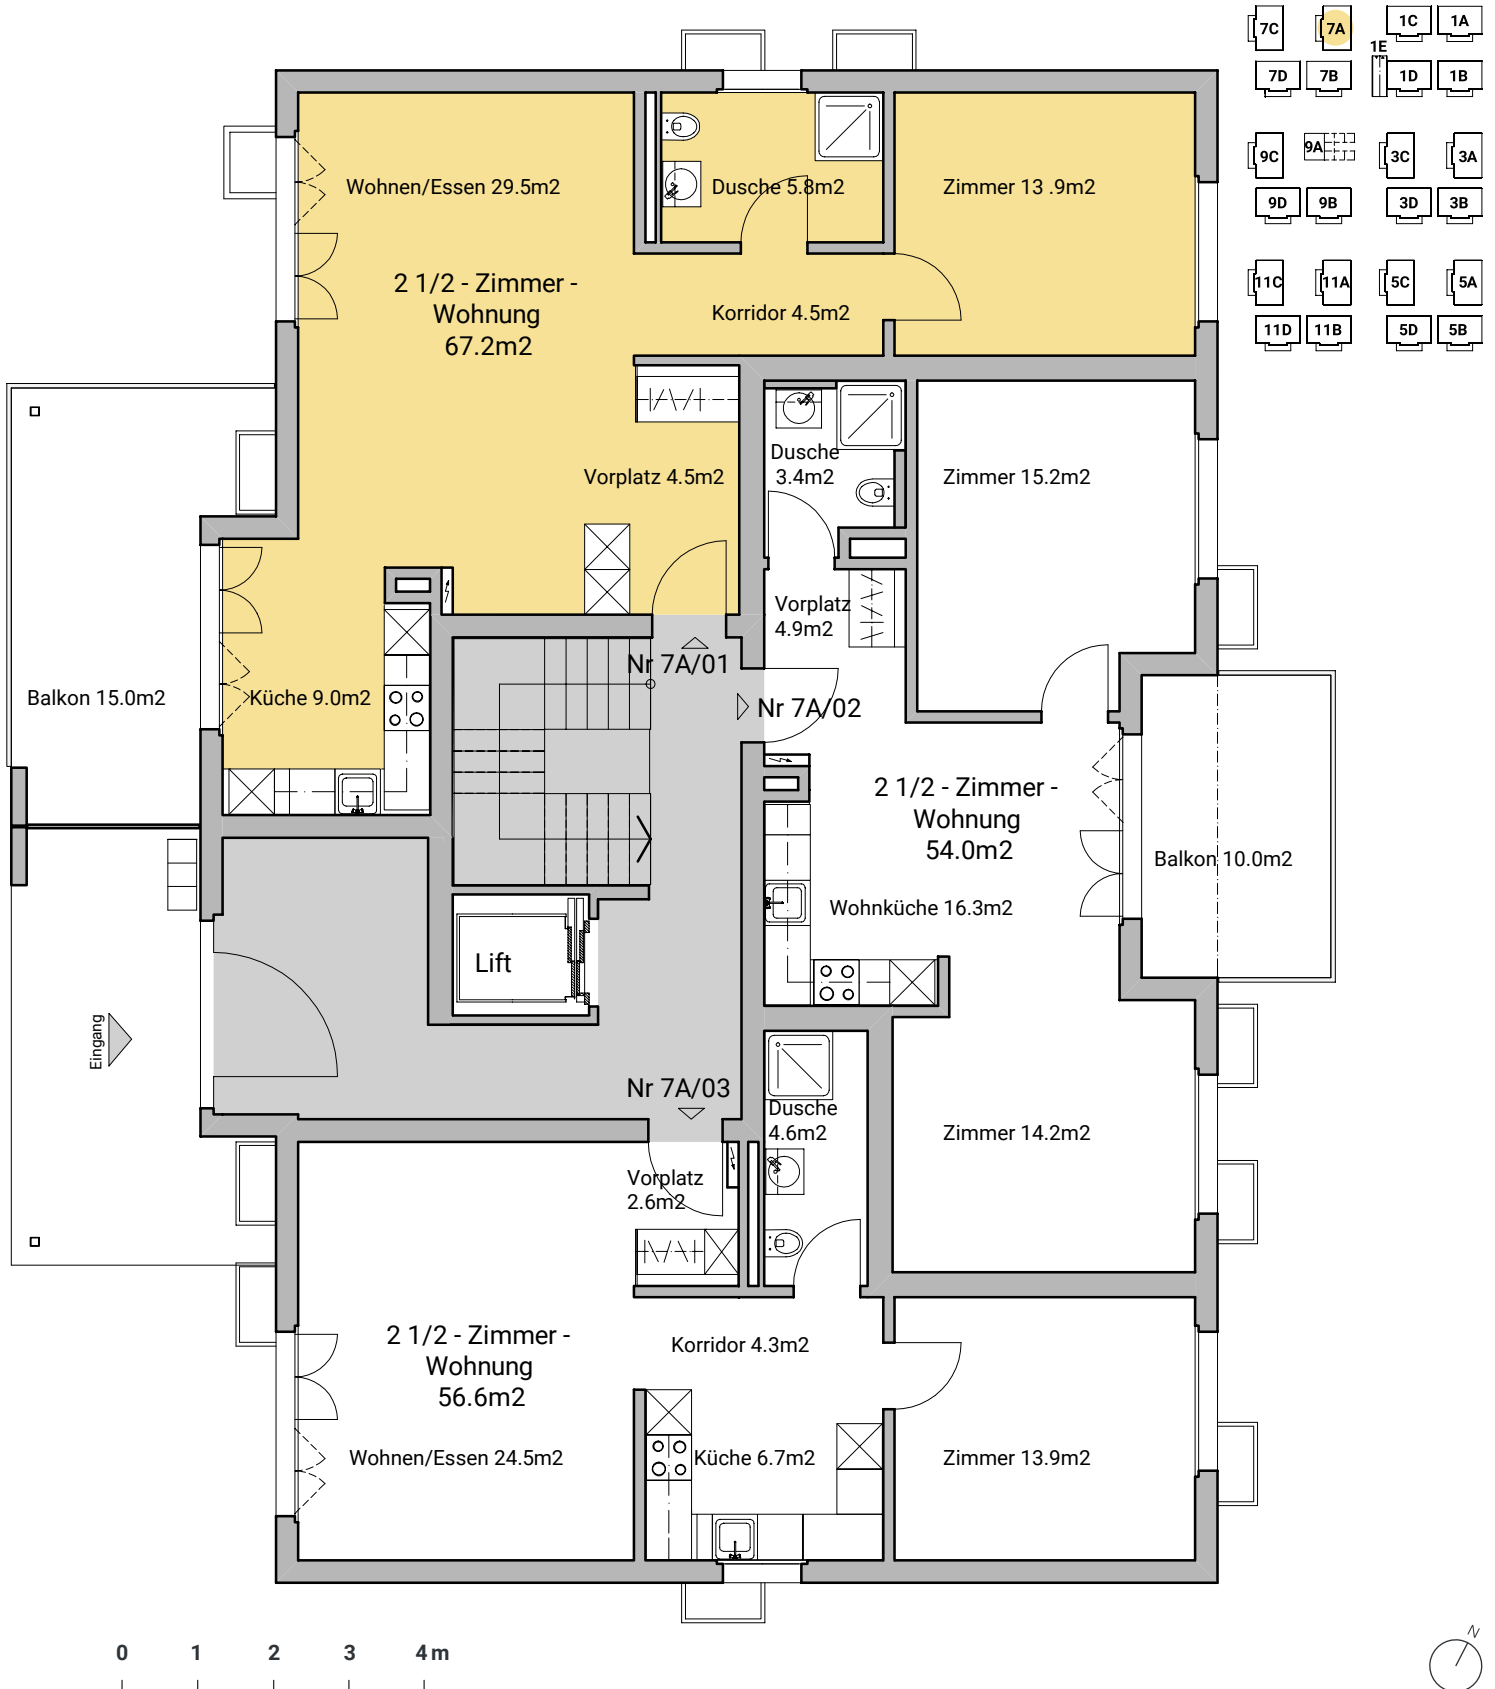 7C
7A
1C
1A
1E
7D
7B
1D
1B
9C
9A
3C
3A
9D
9B
3D
3B
11C
11A
5C
5A
11D
11B
5D
5B
Wohnen/Essen 29.5m2
Dusche 5.8m2
Zimmer 13 .9m2
2 1/2 - Zimmer -
Wohnung
67.2m2
Korridor 4.5m2
Vorplatz 4.5m2
Dusche
3.4m2
Zimmer 15.2m2
Vorplatz
4.9m2
Nr 7A/01
Balkon 15.0m2
Küche 9.0m2
Nr 7A/02
2 1/2 - Zimmer -
Wohnung
54.0m2
Balkon 10.0m2
Wohnküche 16.3m2
Lift
Eingang
Nr 7A/03
Dusche
4.6m2
Zimmer 14.2m2
Vorplatz
2.6m2
2 1/2 - Zimmer -
Wohnung
56.6m2
Korridor 4.3m2
Wohnen/Essen 24.5m2
Küche 6.7m2
Zimmer 13.9m2
0 1 2 3 4 m
N